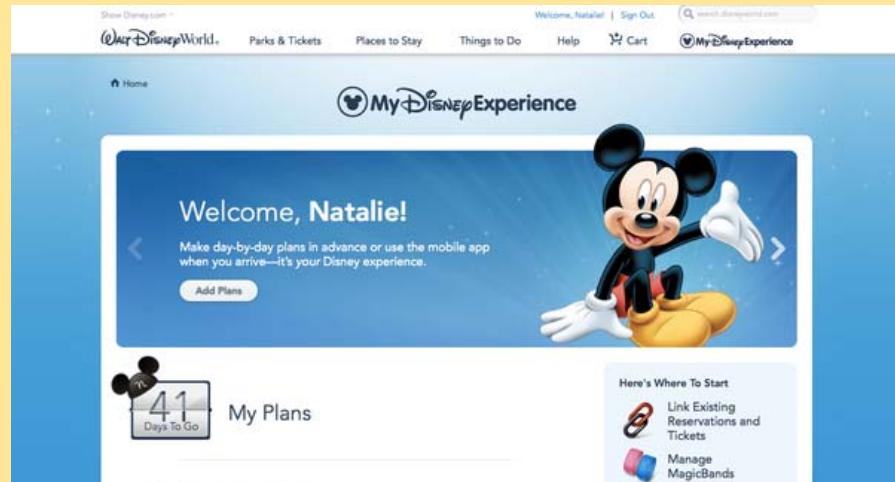 Show Disney.com
Welcome, Natalie! | Sign Out
search disneyworld.com
Walt Disney World.
Parks & Tickets
Places to Stay
Things to Do
Help
Cart
My Disney Experience
Home
My Disney Experience
Welcome, Natalie!
Make day-by-day plans in advance or use the mobile app
when you arrive—it's your Disney experience.
Add Plans
41
Days To Go
My Plans
Here's Where To Start
Link Existing
Reservations and
Tickets
Manage
MagicBands